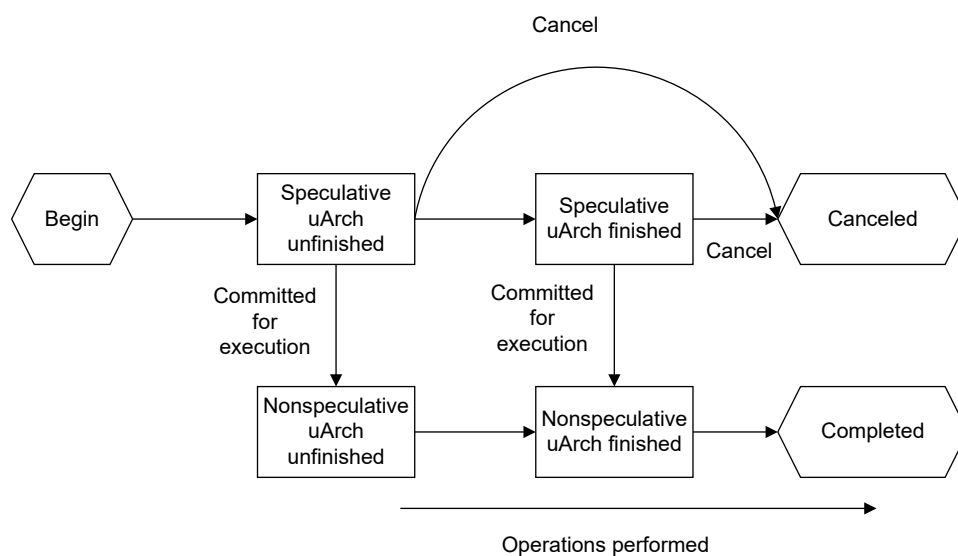 Cancel
Begin
Speculative
uArch
unfinished
Speculative
uArch finished
Canceled
Cancel
Committed
for
execution
Committed
for
execution
Nonspeculative
uArch
unfinished
Nonspeculative
uArch finished
Completed
Operations performed